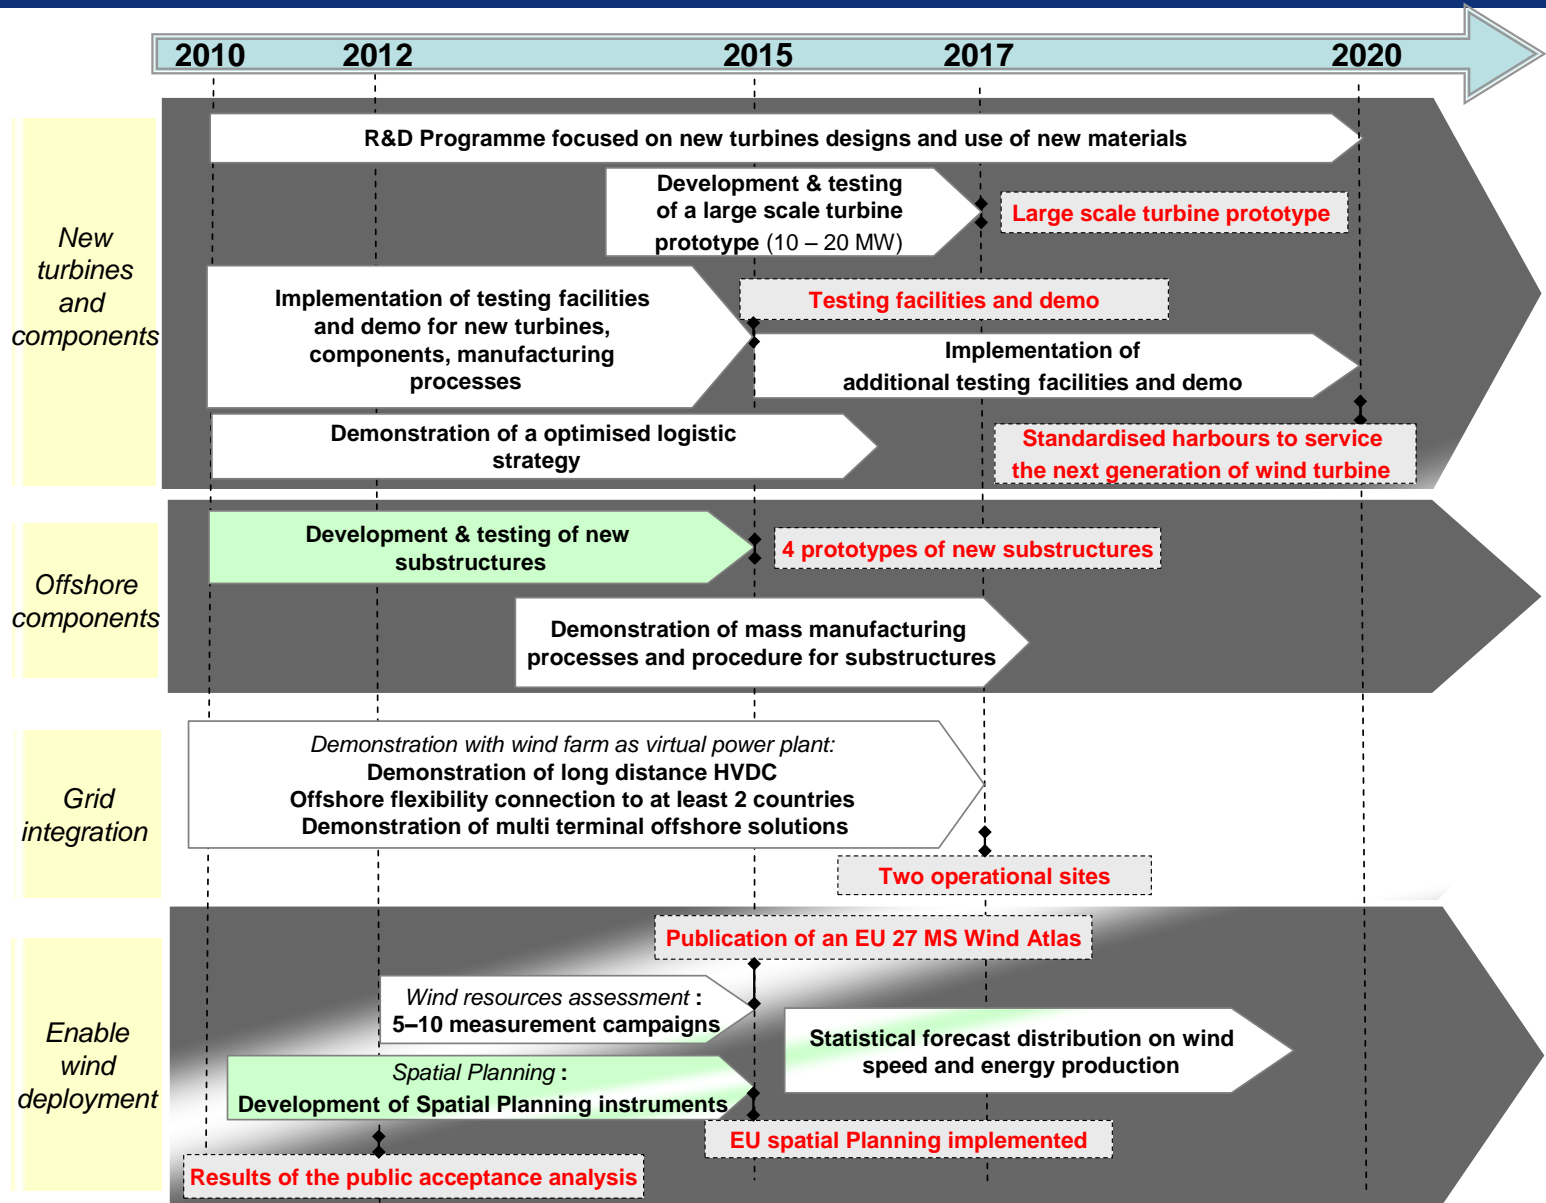 2010 2012 2015 2017 2020
New
turbines
and
components
R&D Programme focused on new turbines designs and use of new materials
Development & testing
of a large scale turbine
prototype (10 – 20 MW)
Large scale turbine prototype
Implementation of testing facilities
and demo for new turbines,
components, manufacturing
processes
Testing facilities and demo
Implementation of
additional testing facilities and demo
Demonstration of a optimised logistic
strategy
Standardised harbours to service
the next generation of wind turbine
Offshore
components
Development & testing of new
substructures
4 prototypes of new substructures
Demonstration of mass manufacturing
processes and procedure for substructures
Grid
integration
Demonstration with wind farm as virtual power plant:
Demonstration of long distance HVDC
Offshore flexibility connection to at least 2 countries
Demonstration of multi terminal offshore solutions
Two operational sites
Enable
wind
deployment
Publication of an EU 27 MS Wind Atlas
Wind resources assessment :
5–10 measurement campaigns
Statistical forecast distribution on wind
speed and energy production
Spatial Planning :
Development of Spatial Planning instruments
EU spatial Planning implemented
Results of the public acceptance analysis